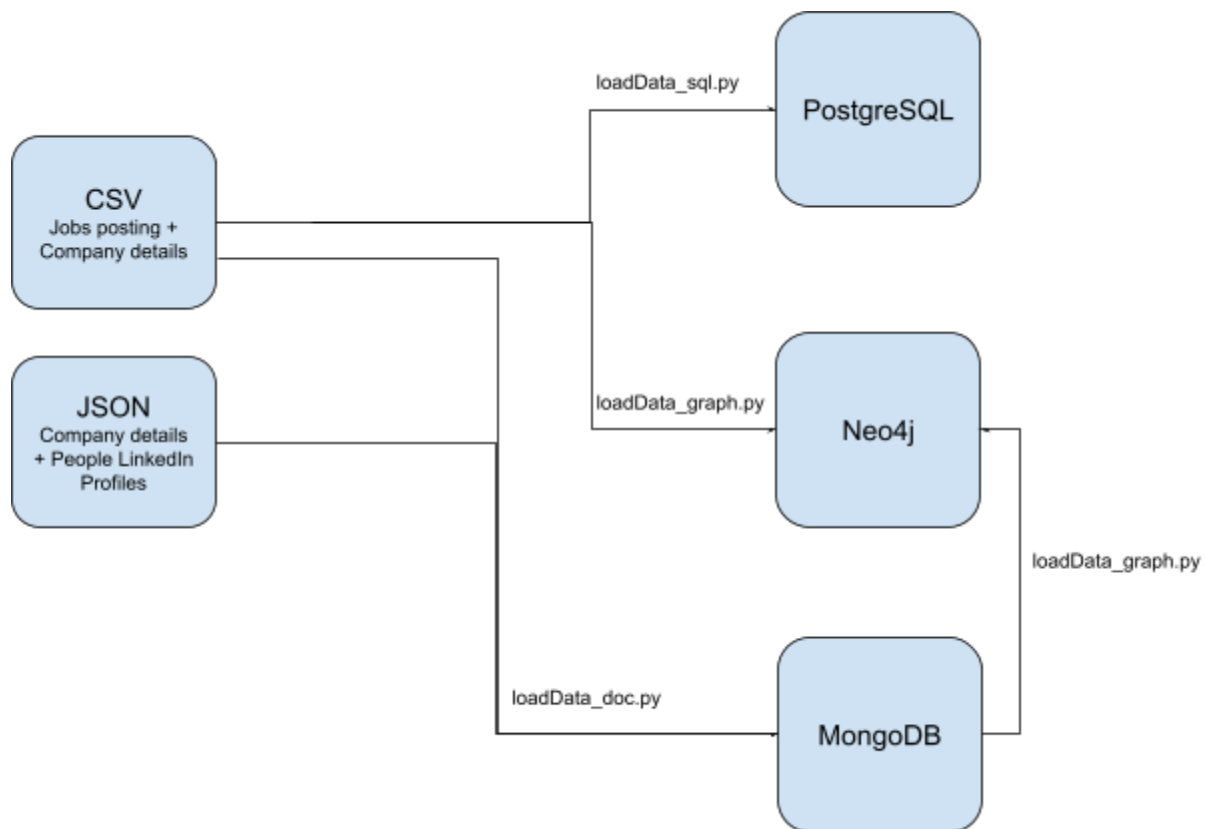 loadData_sql.py
PostgreSQL
CSV
Jobs posting +
Company details
JSON
Company details
+ People LinkedIn
Profiles
loadData_graph.py
Neo4j
loadData_graph.py
loadData_doc.py
MongoDB